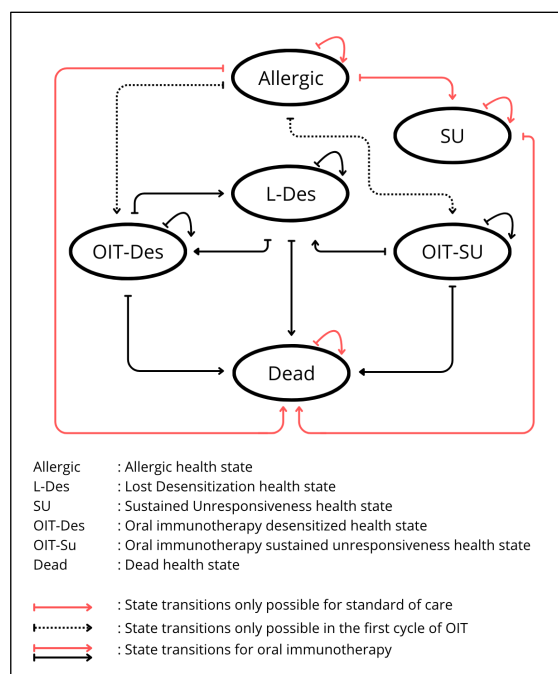 Allergic
SU
L-Des
OIT-Des
OIT-SU
Dead
Allergic : Allergic health state
L-Des : Lost Desensitization health state
SU : Sustained Unresponsiveness health state
OIT-Des : Oral immunotherapy desensitized health state
OIT-Su : Oral immunotherapy sustained unresponsiveness health state
Dead : Dead health state
: State transitions only possible for standard of care
: State transitions only possible in the first cycle of OIT
: State transitions for oral immunotherapy